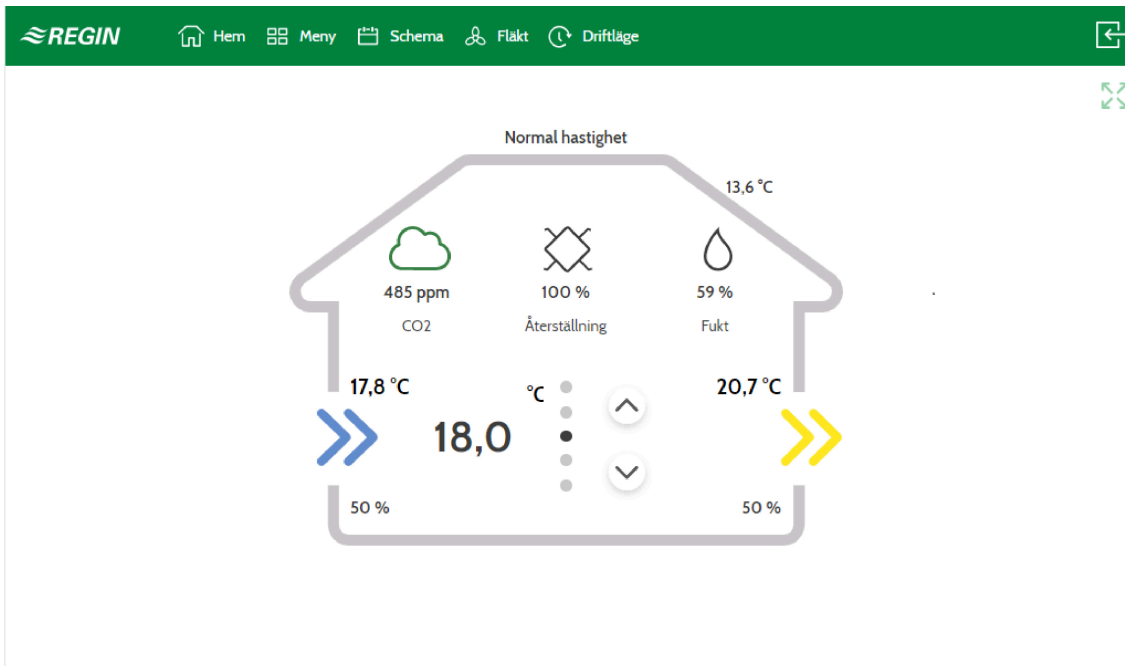 REGIN Hem Meny Schema Fläkt Driftläge
Normal hastighet
13,6 °C
485 ppm 100 % 59 %
CO2 Återställning Fukt
17,8 °C °C 20,7 °C
18,0
50 % 50 %